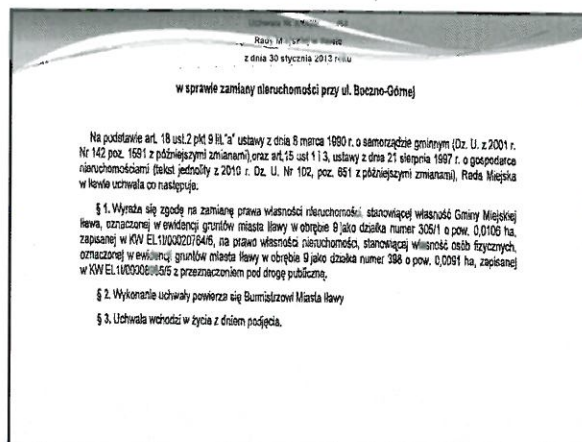 Rady Miejskiej w Iławie
z dnia 30 stycznia 2013 roku
w sprawie zamiany nieruchomości przy ul. Boczno-Górnej
Na podstawie art. 18 ust.2 pkt 9 lit."a" ustawy z dnia 8 marca 1990 r. o samorządzie gminnym (Dz. U. z 2001 r.
Nr 142 poz. 1591 z późniejszymi zmianami),oraz art.15 ust 1 i 3, ustawy z dnia 21 sierpnia 1997 r. o gospodarce
nieruchomościami (tekst jednolity z 2010 r. Dz. U. Nr 102, poz. 651 z późniejszymi zmianami), Rada Miejska
w Iławie uchwala co następuje:
§ 1. Wyraża się zgodę na zamianę prawa własności nieruchomości, stanowiącej własność Gminy Miejskiej
Iława, oznaczonej w ewidencji gruntów miasta Iławy w obrębie 9 jako działka numer 305/1 o pow. 0,0106 ha,
zapisanej w KW EL1I/00020764/6, na prawo własności nieruchomości, stanowiącej własność osób fizycznych,
oznaczonej w ewidencji gruntów miasta Iławy w obrębie 9 jako działka numer 398 o pow. 0,0091 ha, zapisanej
w KW z przeznaczeniem pod drogę publiczną.
§ 2. Wykonanie uchwały powierza się Burmistrzowi Miasta Iławy
§ 3. Uchwała wchodzi w życie z dniem podjęcia.